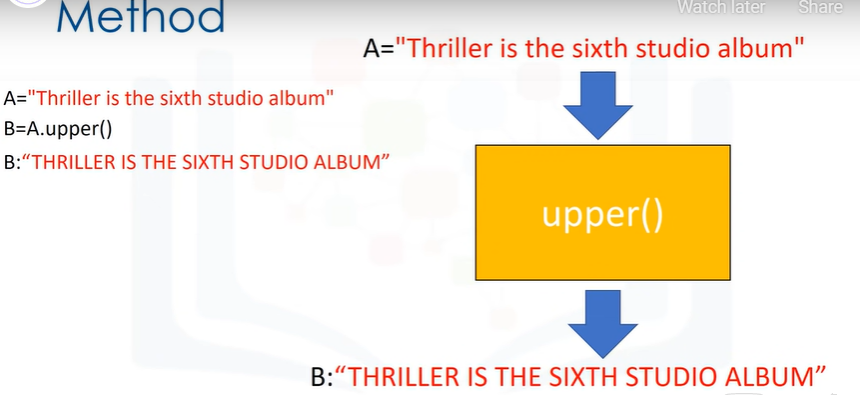 Method
Watch later Share
A="Thriller is the sixth studio album"
A="Thriller is the sixth studio album"
B=A.upper()
B:“THRILLER IS THE SIXTH STUDIO ALBUM”
upper()
B:“THRILLER IS THE SIXTH STUDIO ALBUM”